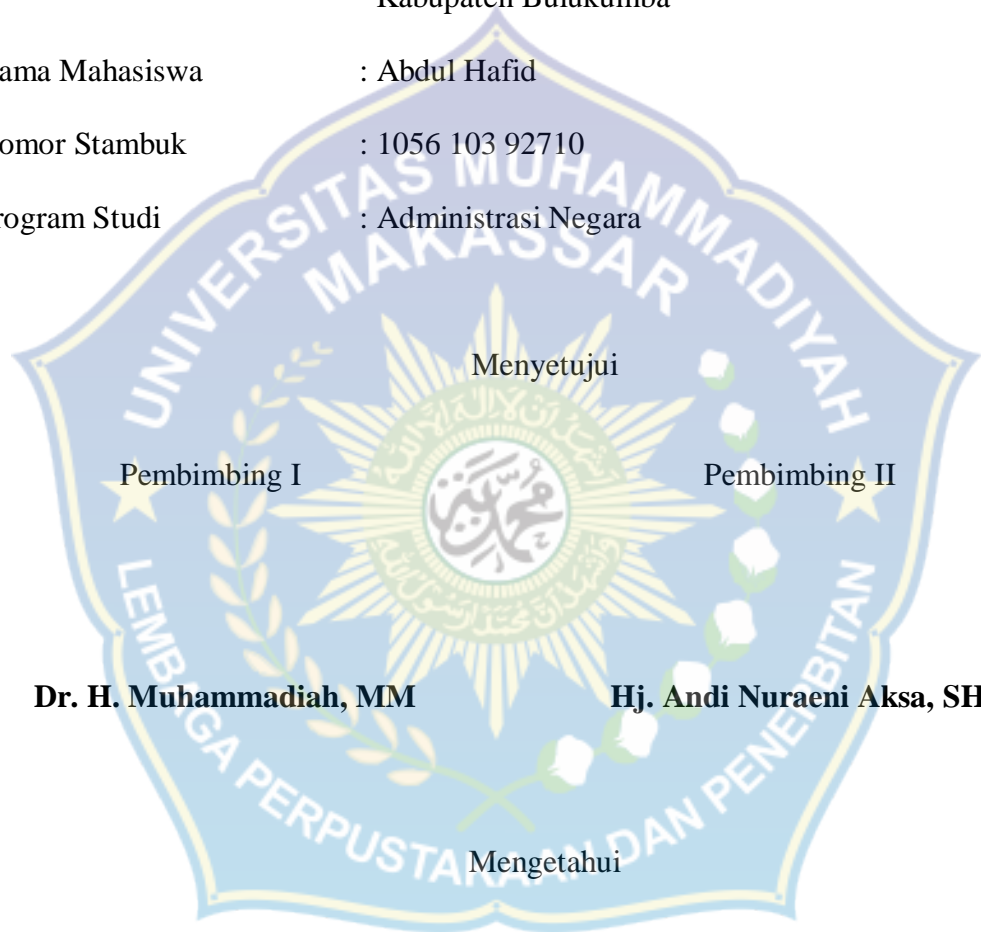 Kabupaten Bulukumba
ama Mahasiswa : Abdul Hafid
omor Stambuk : 1056 103 92710
rogram Studi : Administrasi Negara
UNIVERSITAS MUHAMMADIYAH
MAKASSAR
Menyetujui
Pembimbing I Pembimbing II
Dr. H. Muhammadiah, MM Hj. Andi Nuraeni Aksa, SH
Mengetahui
LEMBAGA PERPUSTAKAAN DAN PENERBITAN